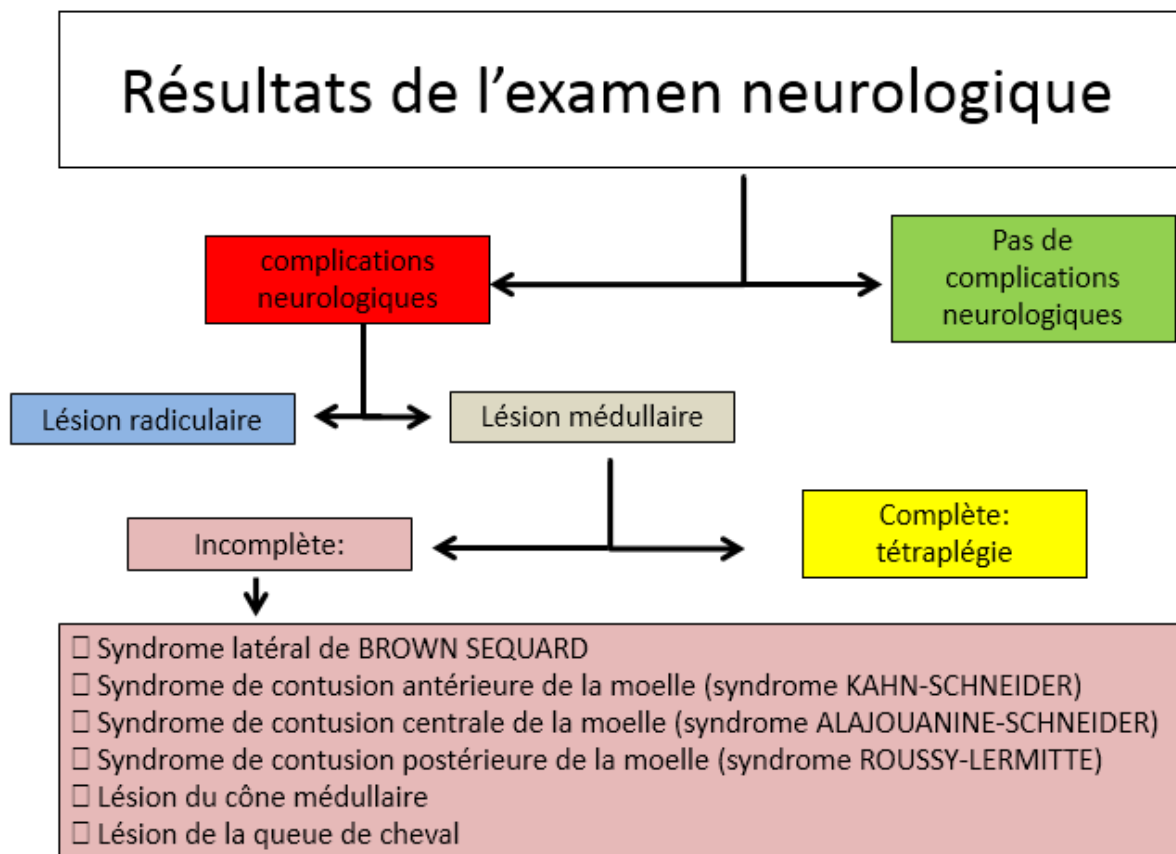 Résultats de l'examen neurologique
complications
neurologiques
Pas de
complications
neurologiques
Lésion radiculaire
Lésion médullaire
Incomplète:
Complète:
tétraplégie
□ Syndrome latéral de BROWN SEQUARD
□ Syndrome de contusion antérieure de la moelle (syndrome KAHN-SCHNEIDER)
□ Syndrome de contusion centrale de la moelle (syndrome ALAJOUANINE-SCHNEIDER)
□ Syndrome de contusion postérieure de la moelle (syndrome ROUSSY-LERMITTE)
□ Lésion du cône médullaire
□ Lésion de la queue de cheval